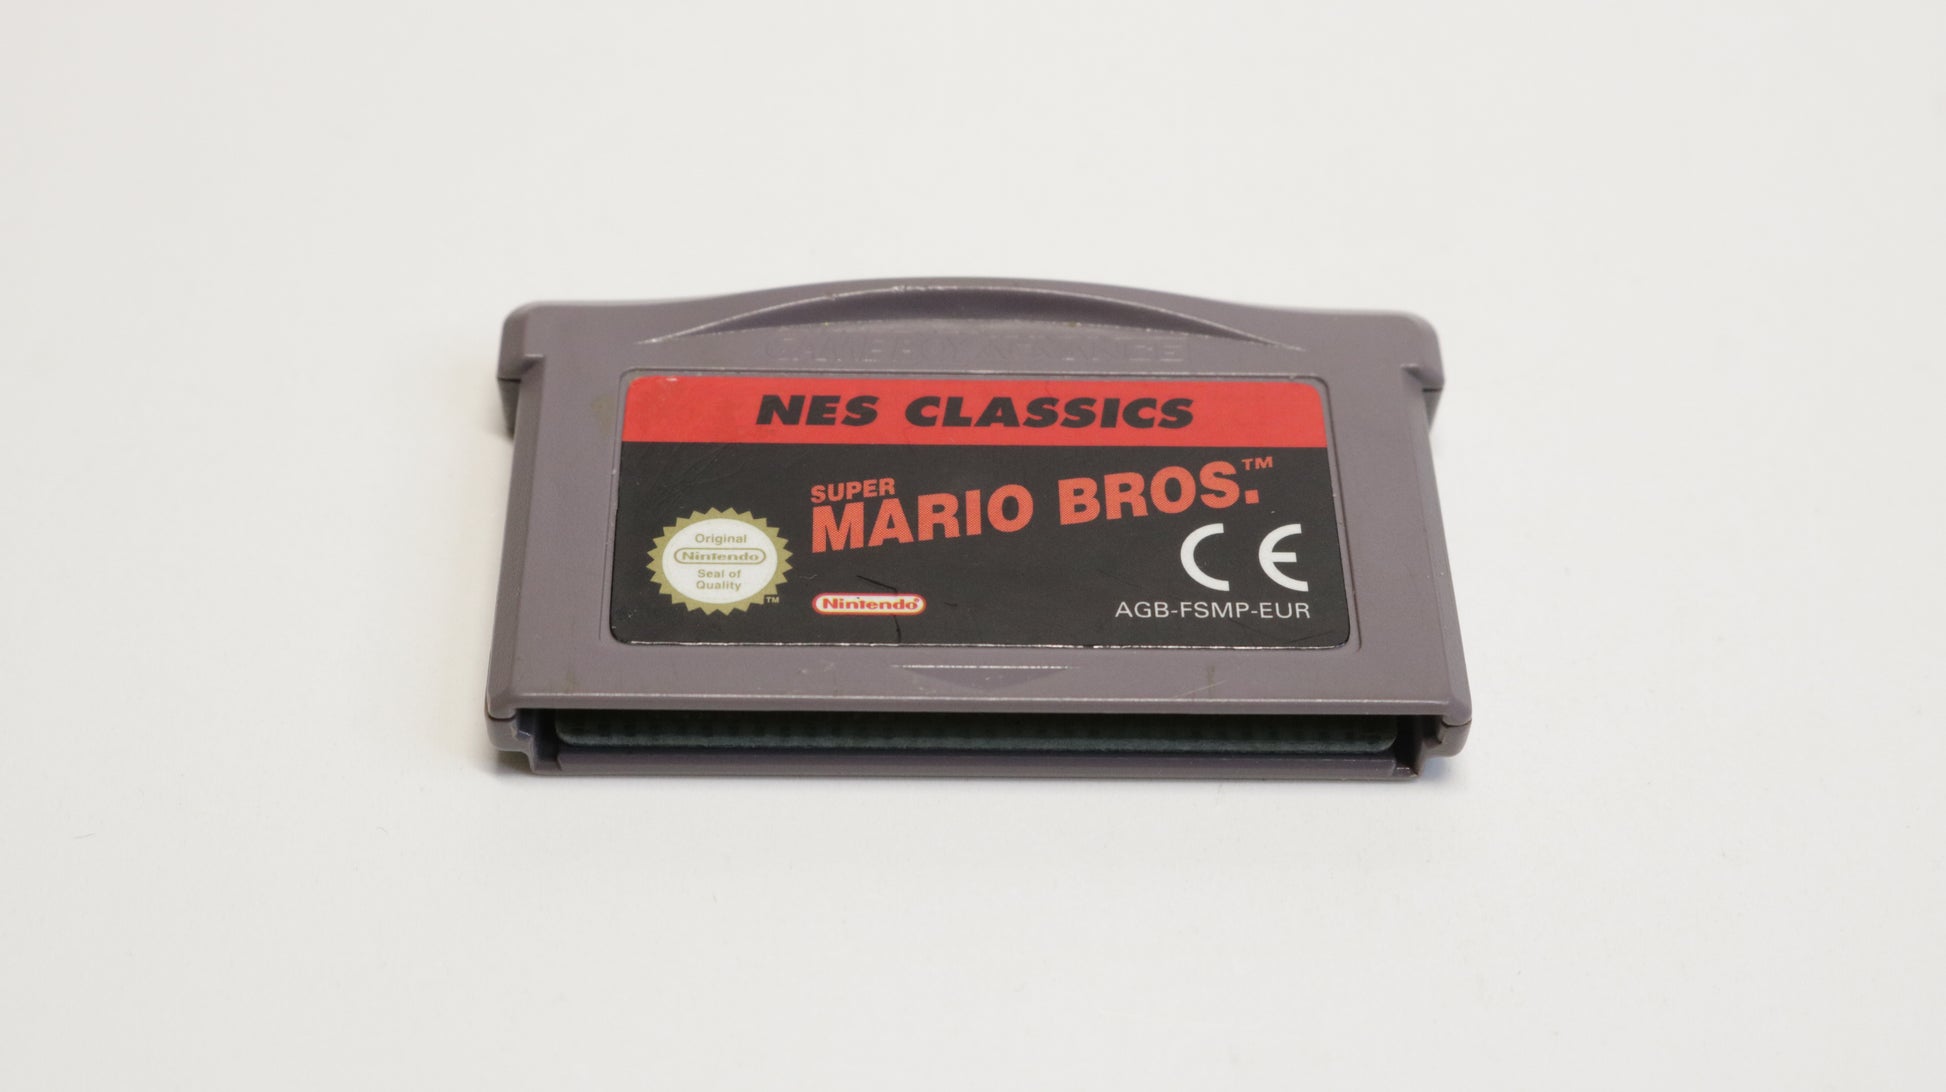 GAME BOY ADVANCE
NES CLASSICS
SUPER
MARIO BROS.™
Original
Nintendo
Seal of
Quality
TM
Nintendo®
CE
AGB-FSMP-EUR